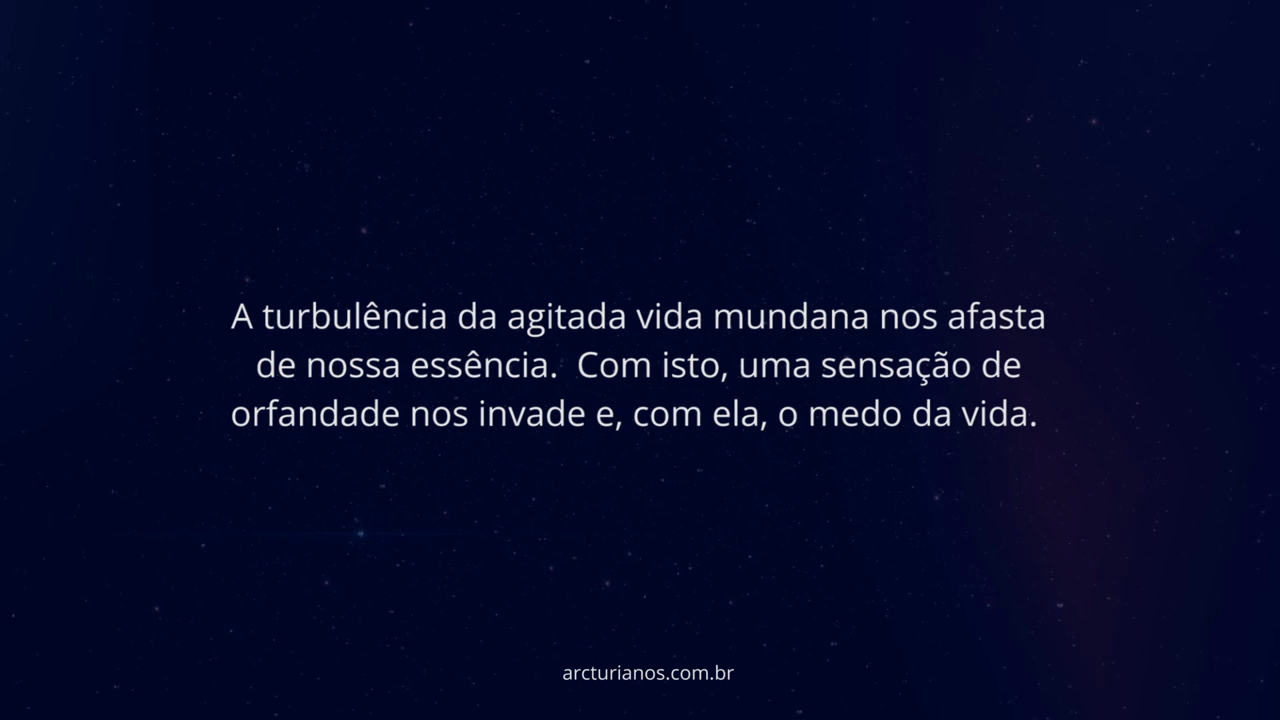 A turbulência da agitada vida mundana nos afasta
de nossa essência.  Com isto, uma sensação de
orfandade nos invade e, com ela, o medo da vida.
arcturianos.com.br